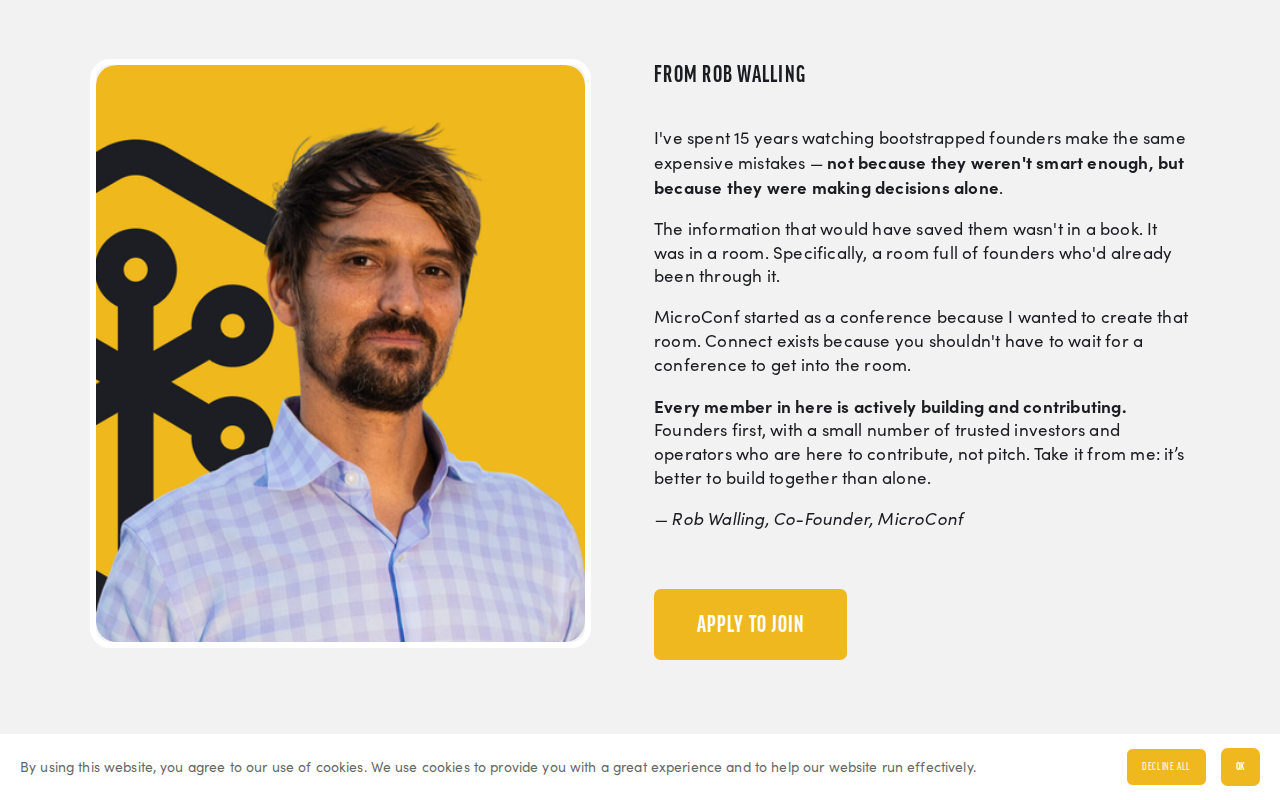 FROM ROB WALLING
I've spent 15 years watching bootstrapped founders make the same
expensive mistakes — not because they weren't smart enough, but
because they were making decisions alone.
The information that would have saved them wasn't in a book. It
was in a room. Specifically, a room full of founders who'd already
been through it.
MicroConf started as a conference because I wanted to create that
room. Connect exists because you shouldn't have to wait for a
conference to get into the room.
Every member in here is actively building and contributing.
Founders first, with a small number of trusted investors and
operators who are here to contribute, not pitch. Take it from me: it’s
better to build together than alone.
— Rob Walling, Co-Founder, MicroConf
APPLY TO JOIN
By using this website, you agree to our use of cookies. We use cookies to provide you with a great experience and to help our website run effectively.
DECLINE ALL
OK